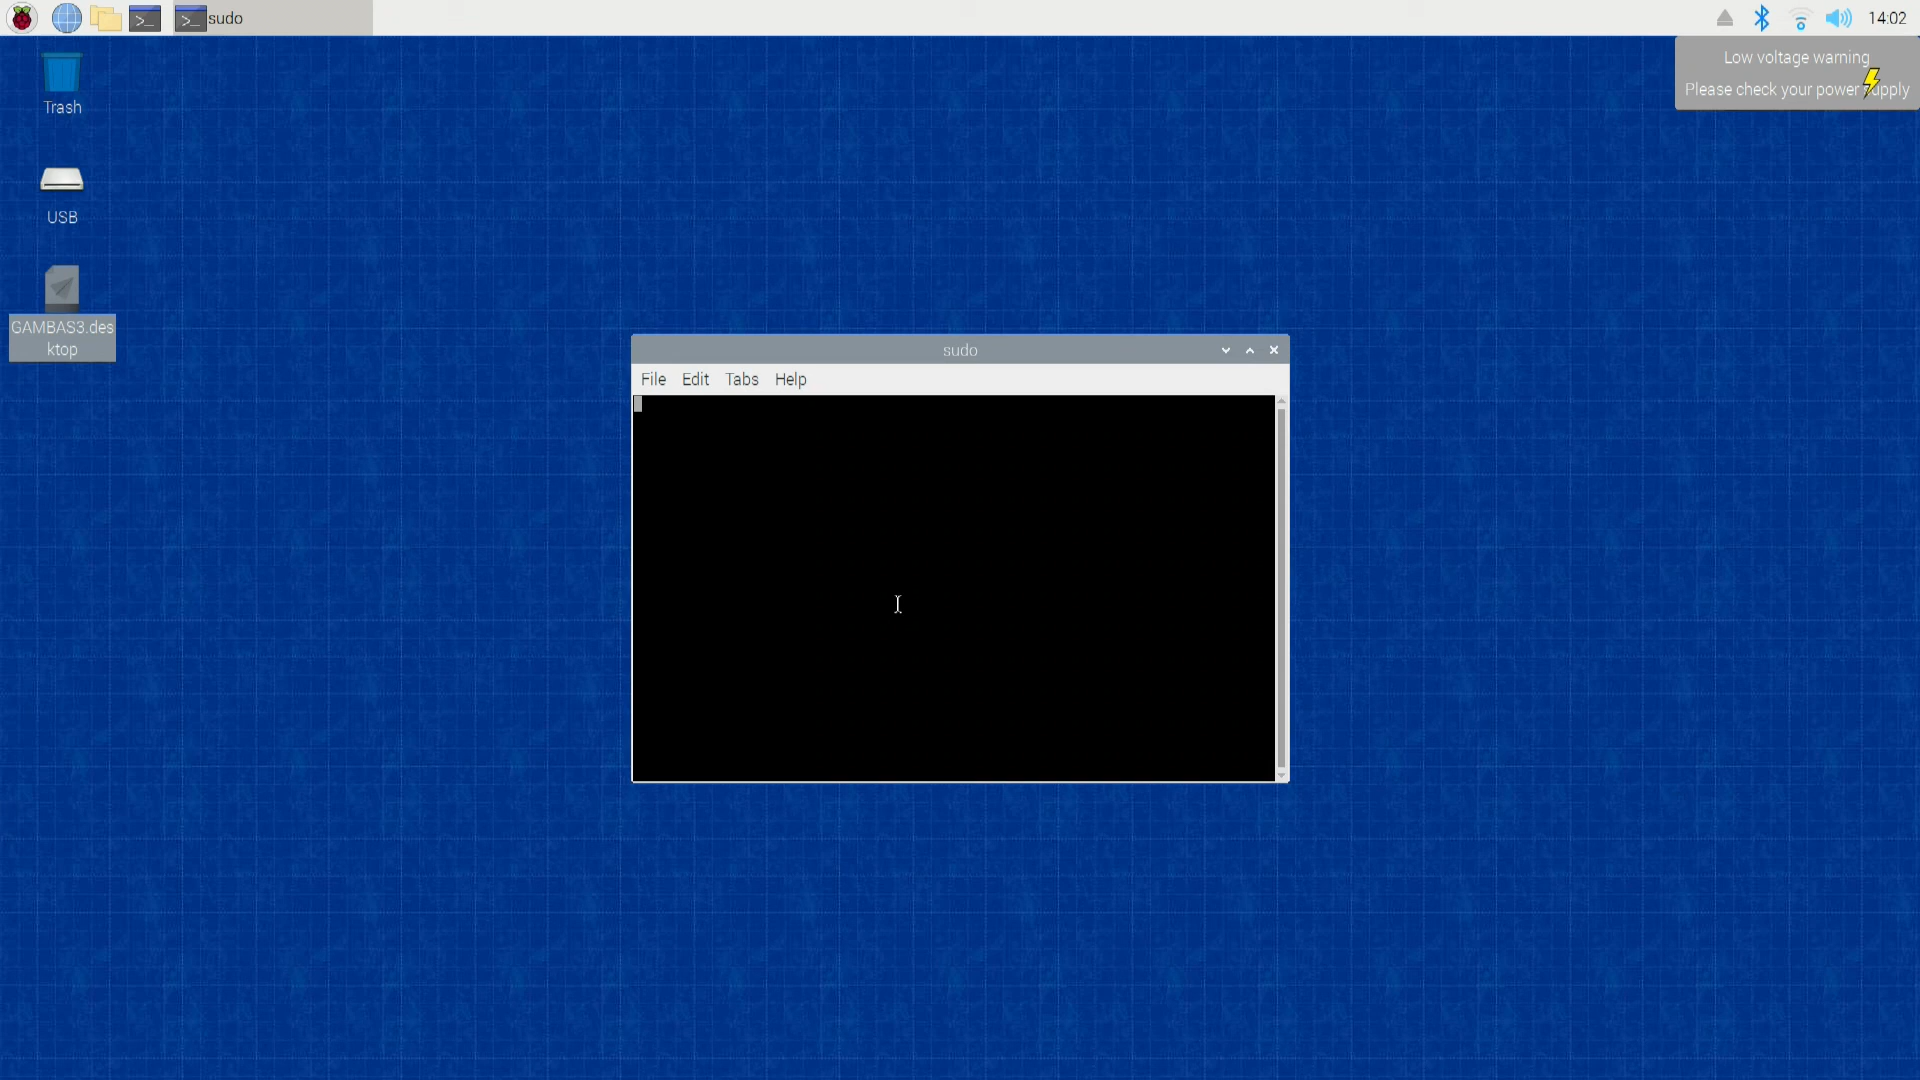 sudo
14:02
Low voltage warning
Please check your power supply
Trash
USB
GAMBAS3.des
ktop
sudo
File Edit Tabs Help